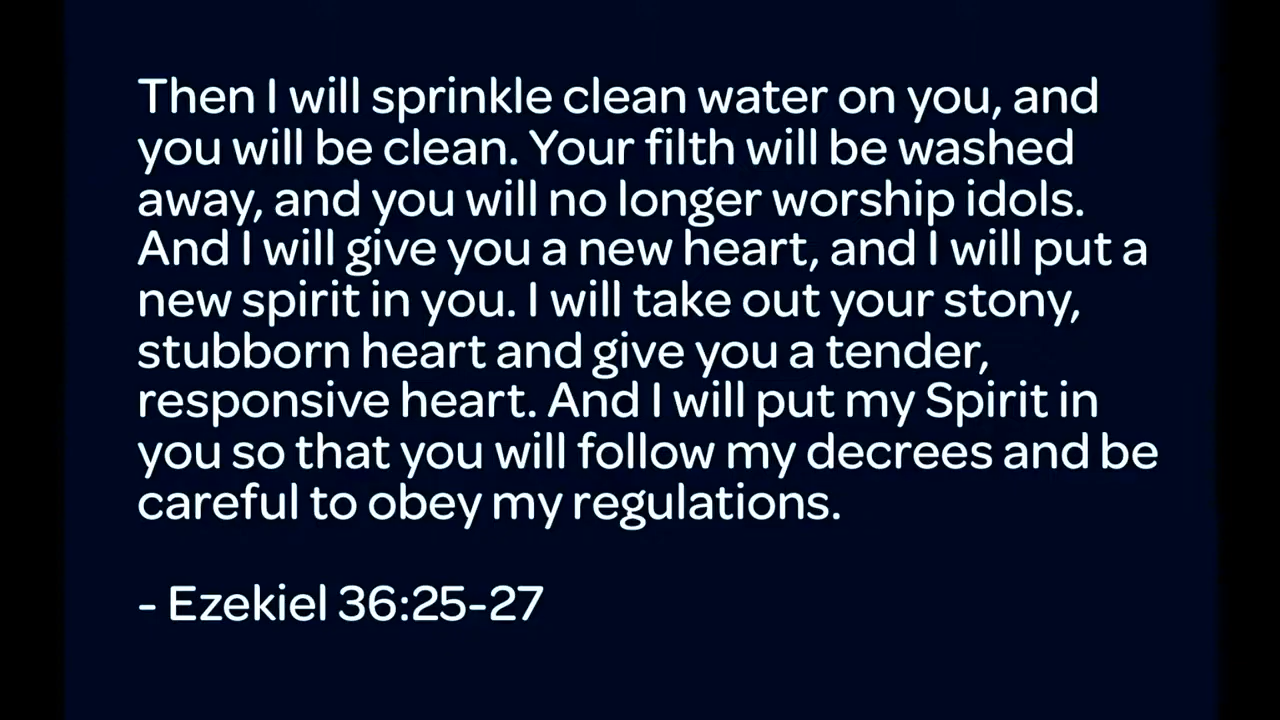 Then I will sprinkle clean water on you, and
you will be clean. Your filth will be washed
away, and you will no longer worship idols.
And I will give you a new heart, and I will put a
new spirit in you. I will take out your stony,
stubborn heart and give you a tender,
responsive heart. And I will put my Spirit in
you so that you will follow my decrees and be
careful to obey my regulations.
- Ezekiel 36:25-27